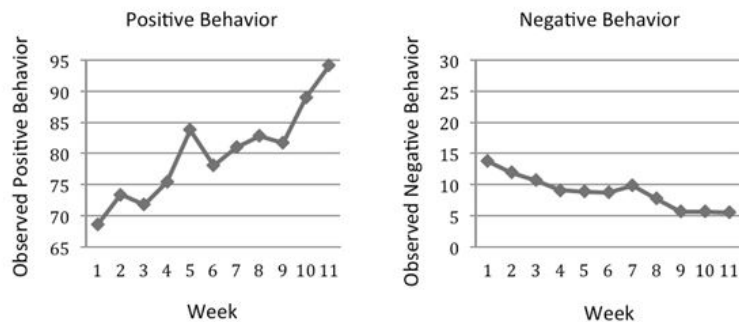 Positive Behavior
Observed Positive Behavior
95
90
85
80
75
70
65
1 2 3 4 5 6 7 8 9 10 11
Week
Negative Behavior
Observed Negative Behavior
30
25
20
15
10
5
0
1 2 3 4 5 6 7 8 9 10 11
Week